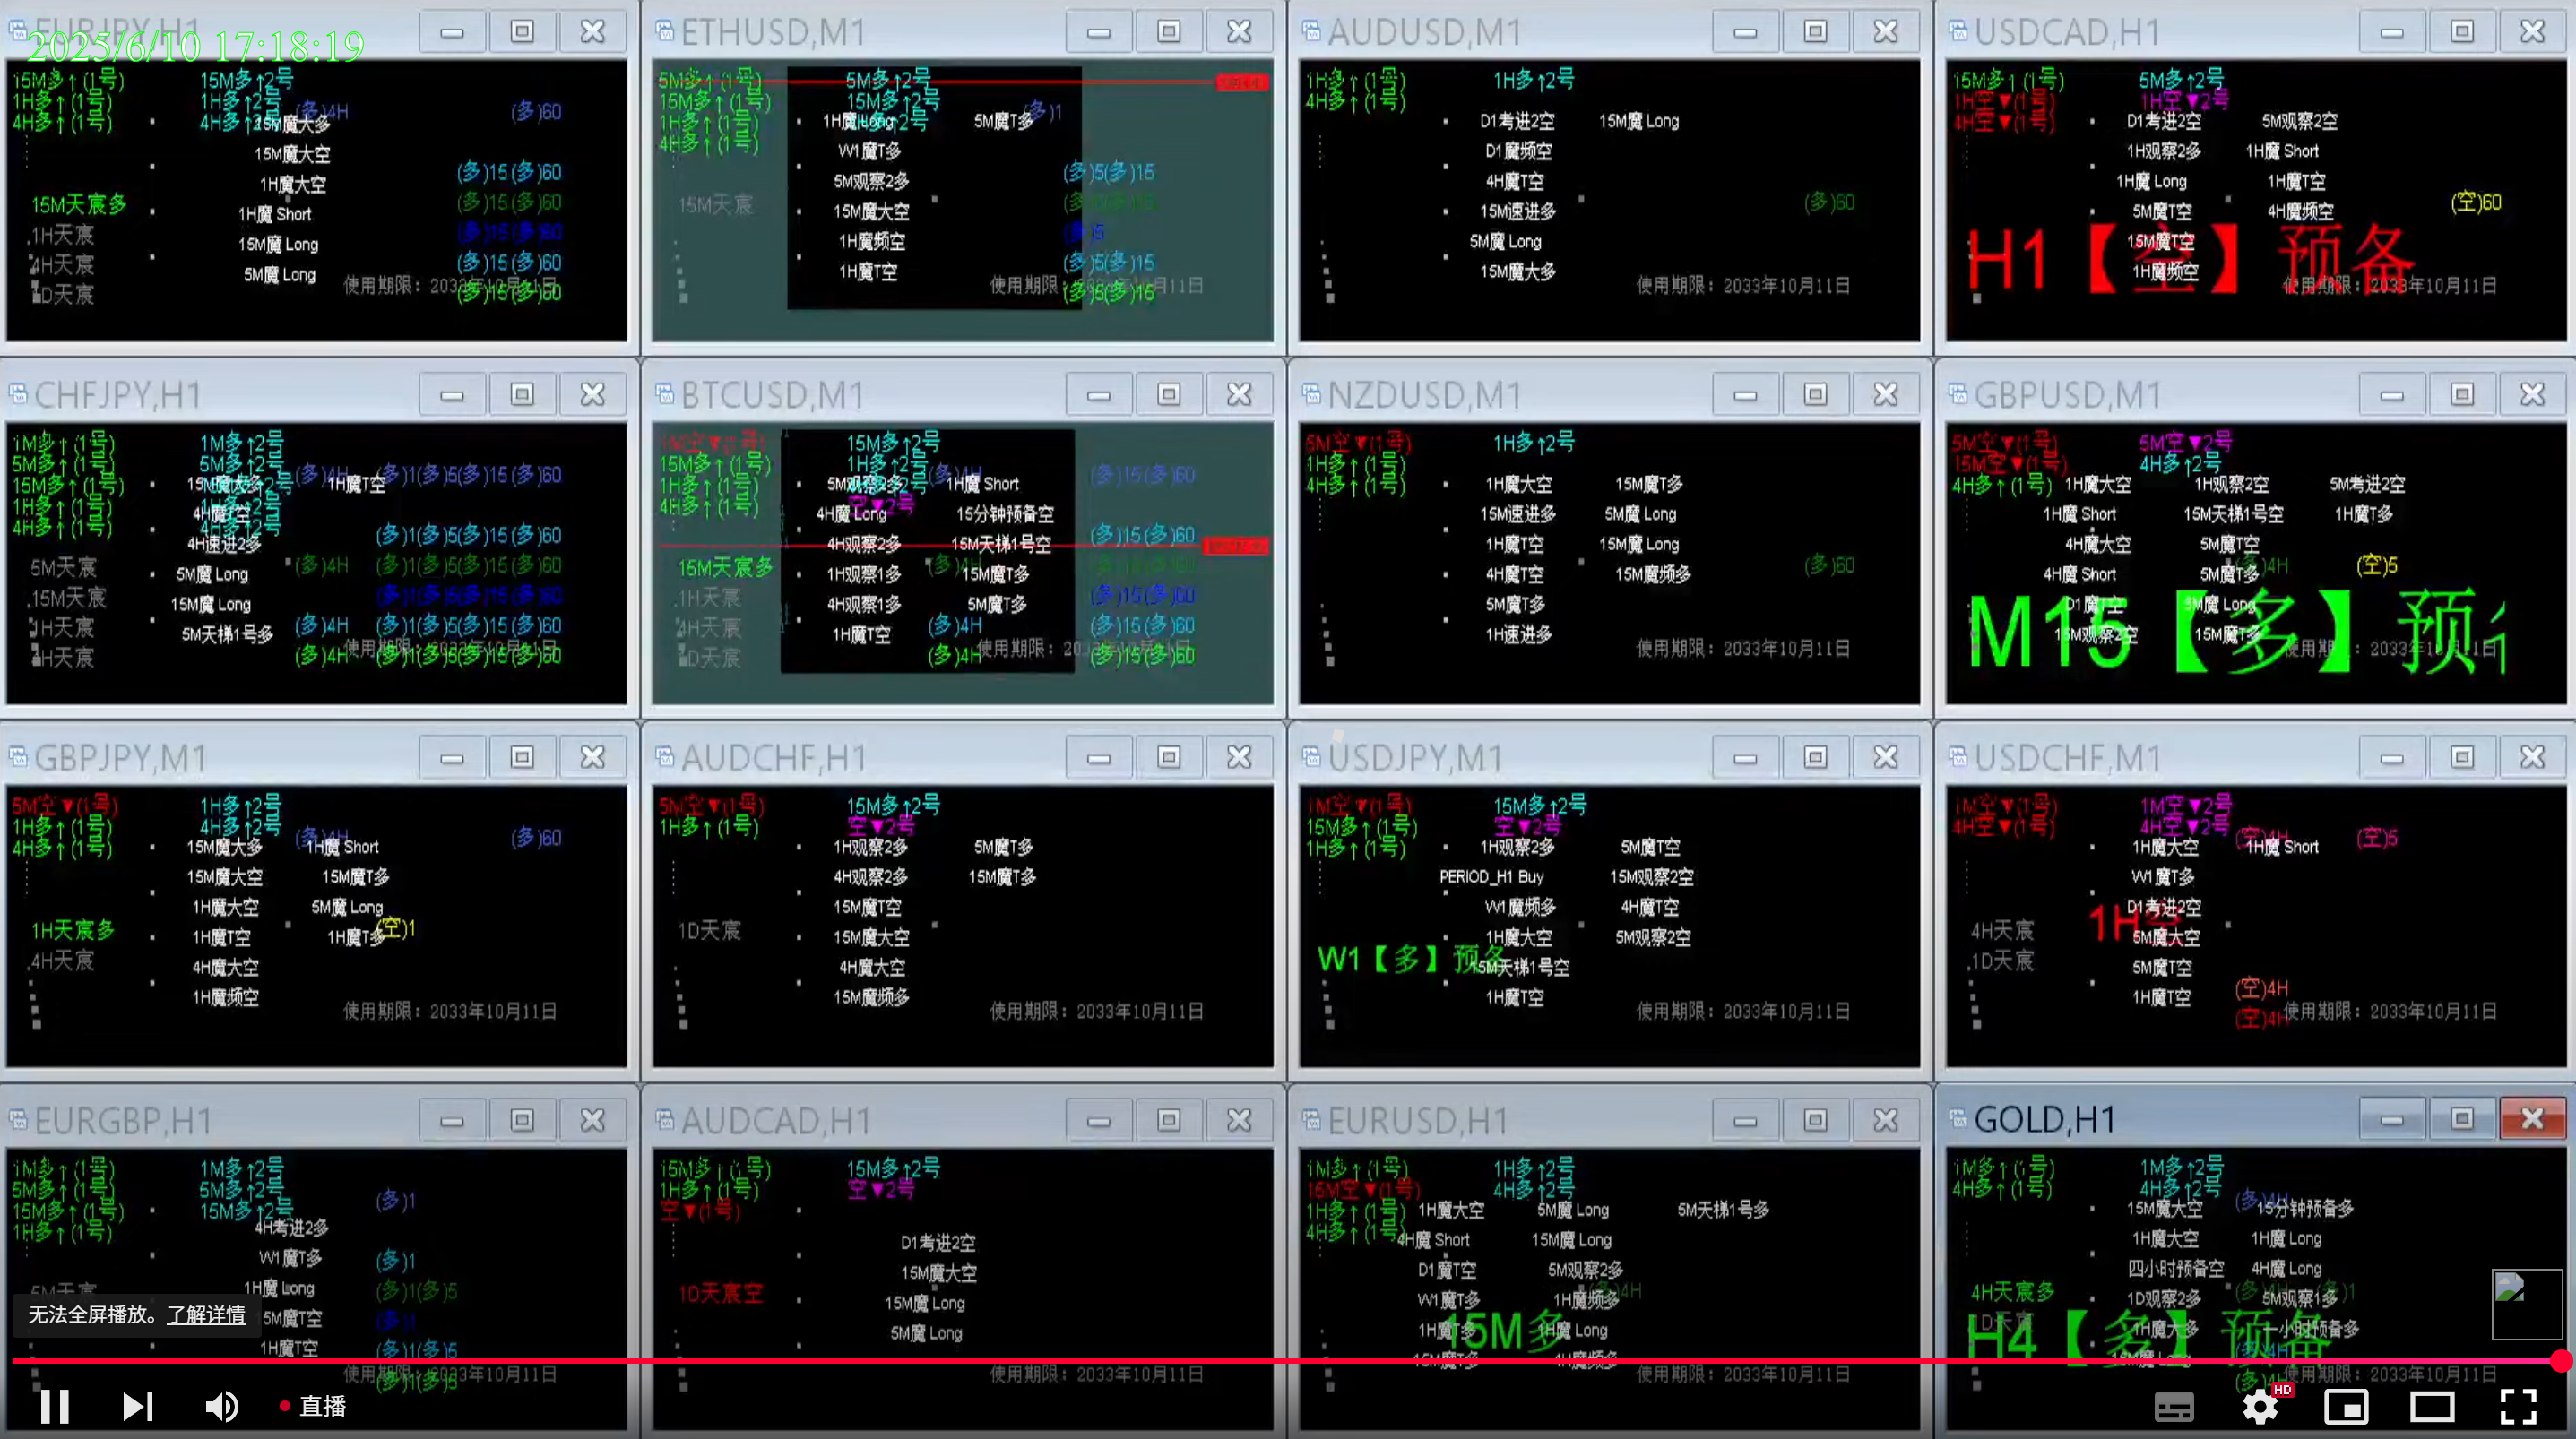 EURJPY,H1
2025/6/10 17:18:19
15M多↑(1号) 15M多↑2号
1H多↑(1号) 1H多↑2号
4H多↑(1号) 4H多↑2号 (多)4H (多)60
15M魔大多
15M魔大空
1H魔大空 (多)15(多)60
15M天宸多 1H魔 Short (多)15(多)60
1H天宸 15M魔 Long (多)15(多)60
4H天宸 5M魔 Long (多)15(多)60
D天宸 使用期限：2033年10月11日 (多)15(多)60
ETHUSD,M1
5M多↑(1号) 5M多↑2号
15M多↑(1号) 15M多↑2号 (多)1
1H多↑(1号) 1H魔 Long 5M魔T多
4H多↑(1号) W1魔T多
5M观察2多 (多)5(多)15
15M天宸 15M魔大空
1H魔频空 (多)5
1H魔T空 (多)5(多)15
使用期限：2033年10月11日 (多)5(多)15
AUDUSD,M1
1H多↑(1号) 1H多↑2号
4H多↑(1号)
D1考进2空 15M魔 Long
D1魔频空
4H魔T空
15M速进多 (多)60
5M魔 Long
15M魔大多
使用期限：2033年10月11日
USDCAD,H1
15M多↑(1号) 5M多↑2号
1H空▼(1号) 1H空▼2号
4H空▼(1号) D1考进2空 5M观察2空
1H观察2多 1H魔 Short
1H魔 Long 1H魔T空
5M魔T空 4H魔频空 (空)60
15M魔T空
H1【空】预备
1H魔频空
使用期限：2033年10月11日
CHFJPY,H1
1M多↑(1号) 1M多↑2号
5M多↑(1号) 5M多↑2号 (多)4H (多)1(多)5(多)15(多)60
15M多↑(1号) 15M魔大多 1H魔T空
1H多↑(1号) 4H魔T空
4H多↑(1号) 4H多↑2号 (多)1(多)5(多)15(多)60
4H速进2多
5M天宸 5M魔 Long (多)4H (多)1(多)5(多)15(多)60
15M天宸 15M魔 Long (多)1(多)5(多)15(多)60
1H天宸 5M天梯1号多 (多)4H (多)1(多)5(多)15(多)60
H天宸 使用期限：2033年10月11日 (多)4H (多)1(多)5(多)15(多)60
BTCUSD,M1
1M空▼(1号) 15M多↑2号
15M多↑(1号) 1H多↑2号 (多)4H (多)15(多)60
1H多↑(1号) 5M观察2多 1H魔 Short
4H多↑(1号) 空▼2号
4H魔 Long 15分钟预备空
4H观察2多 15M天梯1号空 (多)15(多)60
15M天宸多 1H观察1多 (多)4H 15M魔T多
1H天宸 4H观察1多 5M魔T多 (多)15(多)60
4H天宸 1H魔T空 (多)4H (多)15(多)60
D天宸 (多)4H 使用期限：2033年10月11日 (多)15(多)60
NZDUSD,M1
5M空▼(1号) 1H多↑2号
1H多↑(1号)
4H多↑(1号) 1H魔大空 15M魔T多
15M速进多 5M魔 Long
1H魔T空 15M魔 Long
4H魔T空 15M魔频多 (多)60
5M魔T多
1H速进多
使用期限：2033年10月11日
GBPUSD,M1
5M空▼(1号) 5M空▼2号
15M空▼(1号) 4H多↑2号
4H多↑(1号) 1H魔大空 1H观察2空 5M考进2空
1H魔 Short 15M天梯1号空 1H魔T多
4H魔大空 5M魔T空
4H魔 Short 5M魔T多 (多)4H (空)5
D1魔T空 5M魔 Long
M15【多】预
15M观察2空 15M魔T多
使用期限：2033年10月11日
GBPJPY,M1
5M空▼(1号) 1H多↑2号
1H多↑(1号) 4H多↑2号 (多)4H (多)60
4H多↑(1号) 15M魔大多 1H魔 Short
15M魔大空 15M魔T多
1H魔大空 5M魔 Long
1H天宸多 1H魔T空 1H魔T多 (空)1
4H天宸 4H魔大空
1H魔频空
使用期限：2033年10月11日
AUDCHF,H1
5M空▼(1号) 15M多↑2号
1H多↑(1号) 空▼2号
1H观察2多 5M魔T多
4H观察2多 15M魔T多
15M魔T空
1D天宸 15M魔大空
4H魔大空
15M魔频多
使用期限：2033年10月11日
USDJPY,M1
1M空▼(1号) 15M多↑2号
15M多↑(1号) 空▼2号
1H多↑(1号) 1H观察2多 5M魔T空
PERIOD_H1 Buy 15M观察2空
W1魔频多 4H魔T空
1H魔大空 5M观察2空
W1【多】预备
15M天梯1号空
1H魔T空
使用期限：2033年10月11日
USDCHF,M1
1M空▼(1号) 1M空▼2号
4H空▼(1号) 4H空▼2号 (空)4H (空)5
1H魔大空 1H魔 Short
W1魔T多
D1考进2空
1H空
4H天宸 5M魔大空
1D天宸 5M魔T空
1H魔T空 (空)4H
(空)4H 使用期限：2033年10月11日
EURGBP,H1
1M多↑(1号) 1M多↑2号
5M多↑(1号) 5M多↑2号 (多)1
15M多↑(1号) 15M多↑2号
1H多↑(1号) 4H考进2多
W1魔T多 (多)1
5M天宸 1H魔 Long (多)1(多)5
5M魔T空
1H魔T空 (多)1(多)5
使用期限：2033年10月11日 (多)1(多)5
AUDCAD,H1
15M多↑(1号) 15M多↑2号
1H多↑(1号) 空▼2号
空▼(1号)
D1考进2空
15M魔大空
1D天宸空 15M魔 Long
5M魔 Long
使用期限：2033年10月11日
EURUSD,H1
1M多↑(1号) 1H多↑2号
15M空▼(1号) 4H多↑2号
1H多↑(1号) 1H魔大空 5M魔 Long 5M天梯1号多
4H多↑(1号) 4H魔 Short 15M魔 Long
D1魔T空 5M观察2多
W1魔T多 1H魔频多
15M多
1H魔T多 1H魔 Long
使用期限：2033年10月11日
GOLD,H1
1M多↑(1号) 1M多↑2号
4H多↑(1号) 4H多↑2号 (多)4H
15M魔大空 15分钟预备多
1H魔大空 1H魔 Long
四小时预备空 4H魔 Long
4H天宸多 1D观察2多 5M观察1多
1D天宸
H4【多】预备
1H魔大多 一小时预备多
(多)4H 使用期限：2033年10月11日
无法全屏播放。了解详情
直播
HD